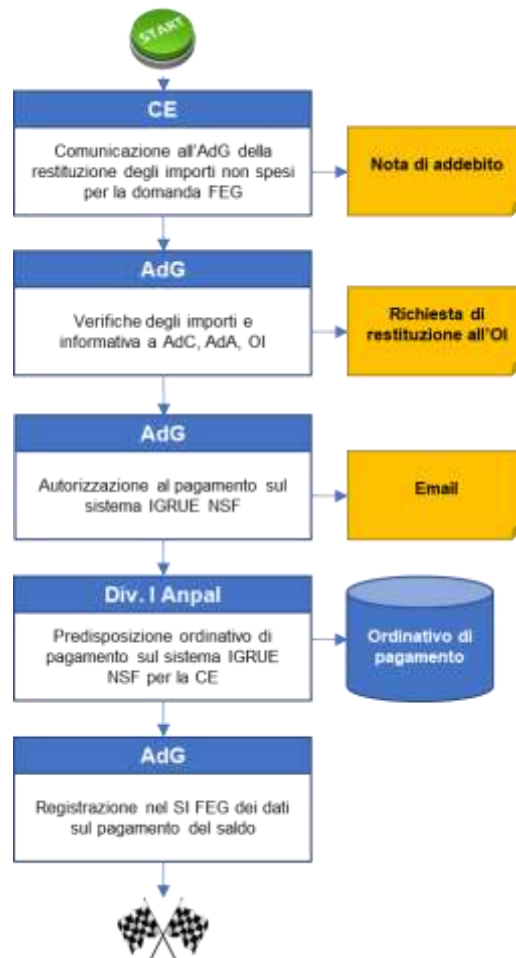 START
CE
Comunicazione all'AdG della
restituzione degli importi non spesi
per la domanda FEG
Nota di addebito
AdG
Verifiche degli importi e
informativa a AdC, AdA, OI
Richiesta di
restituzione all'OI
AdG
Autorizzazione al pagamento sul
sistema IGRUE NSF
Email
Div. I Anpal
Predisposizione ordinativo di
pagamento sul sistema IGRUE
NSF per la CE
Ordinativo di
pagamento
AdG
Registrazione nel SI FEG dei dati
sul pagamento del saldo